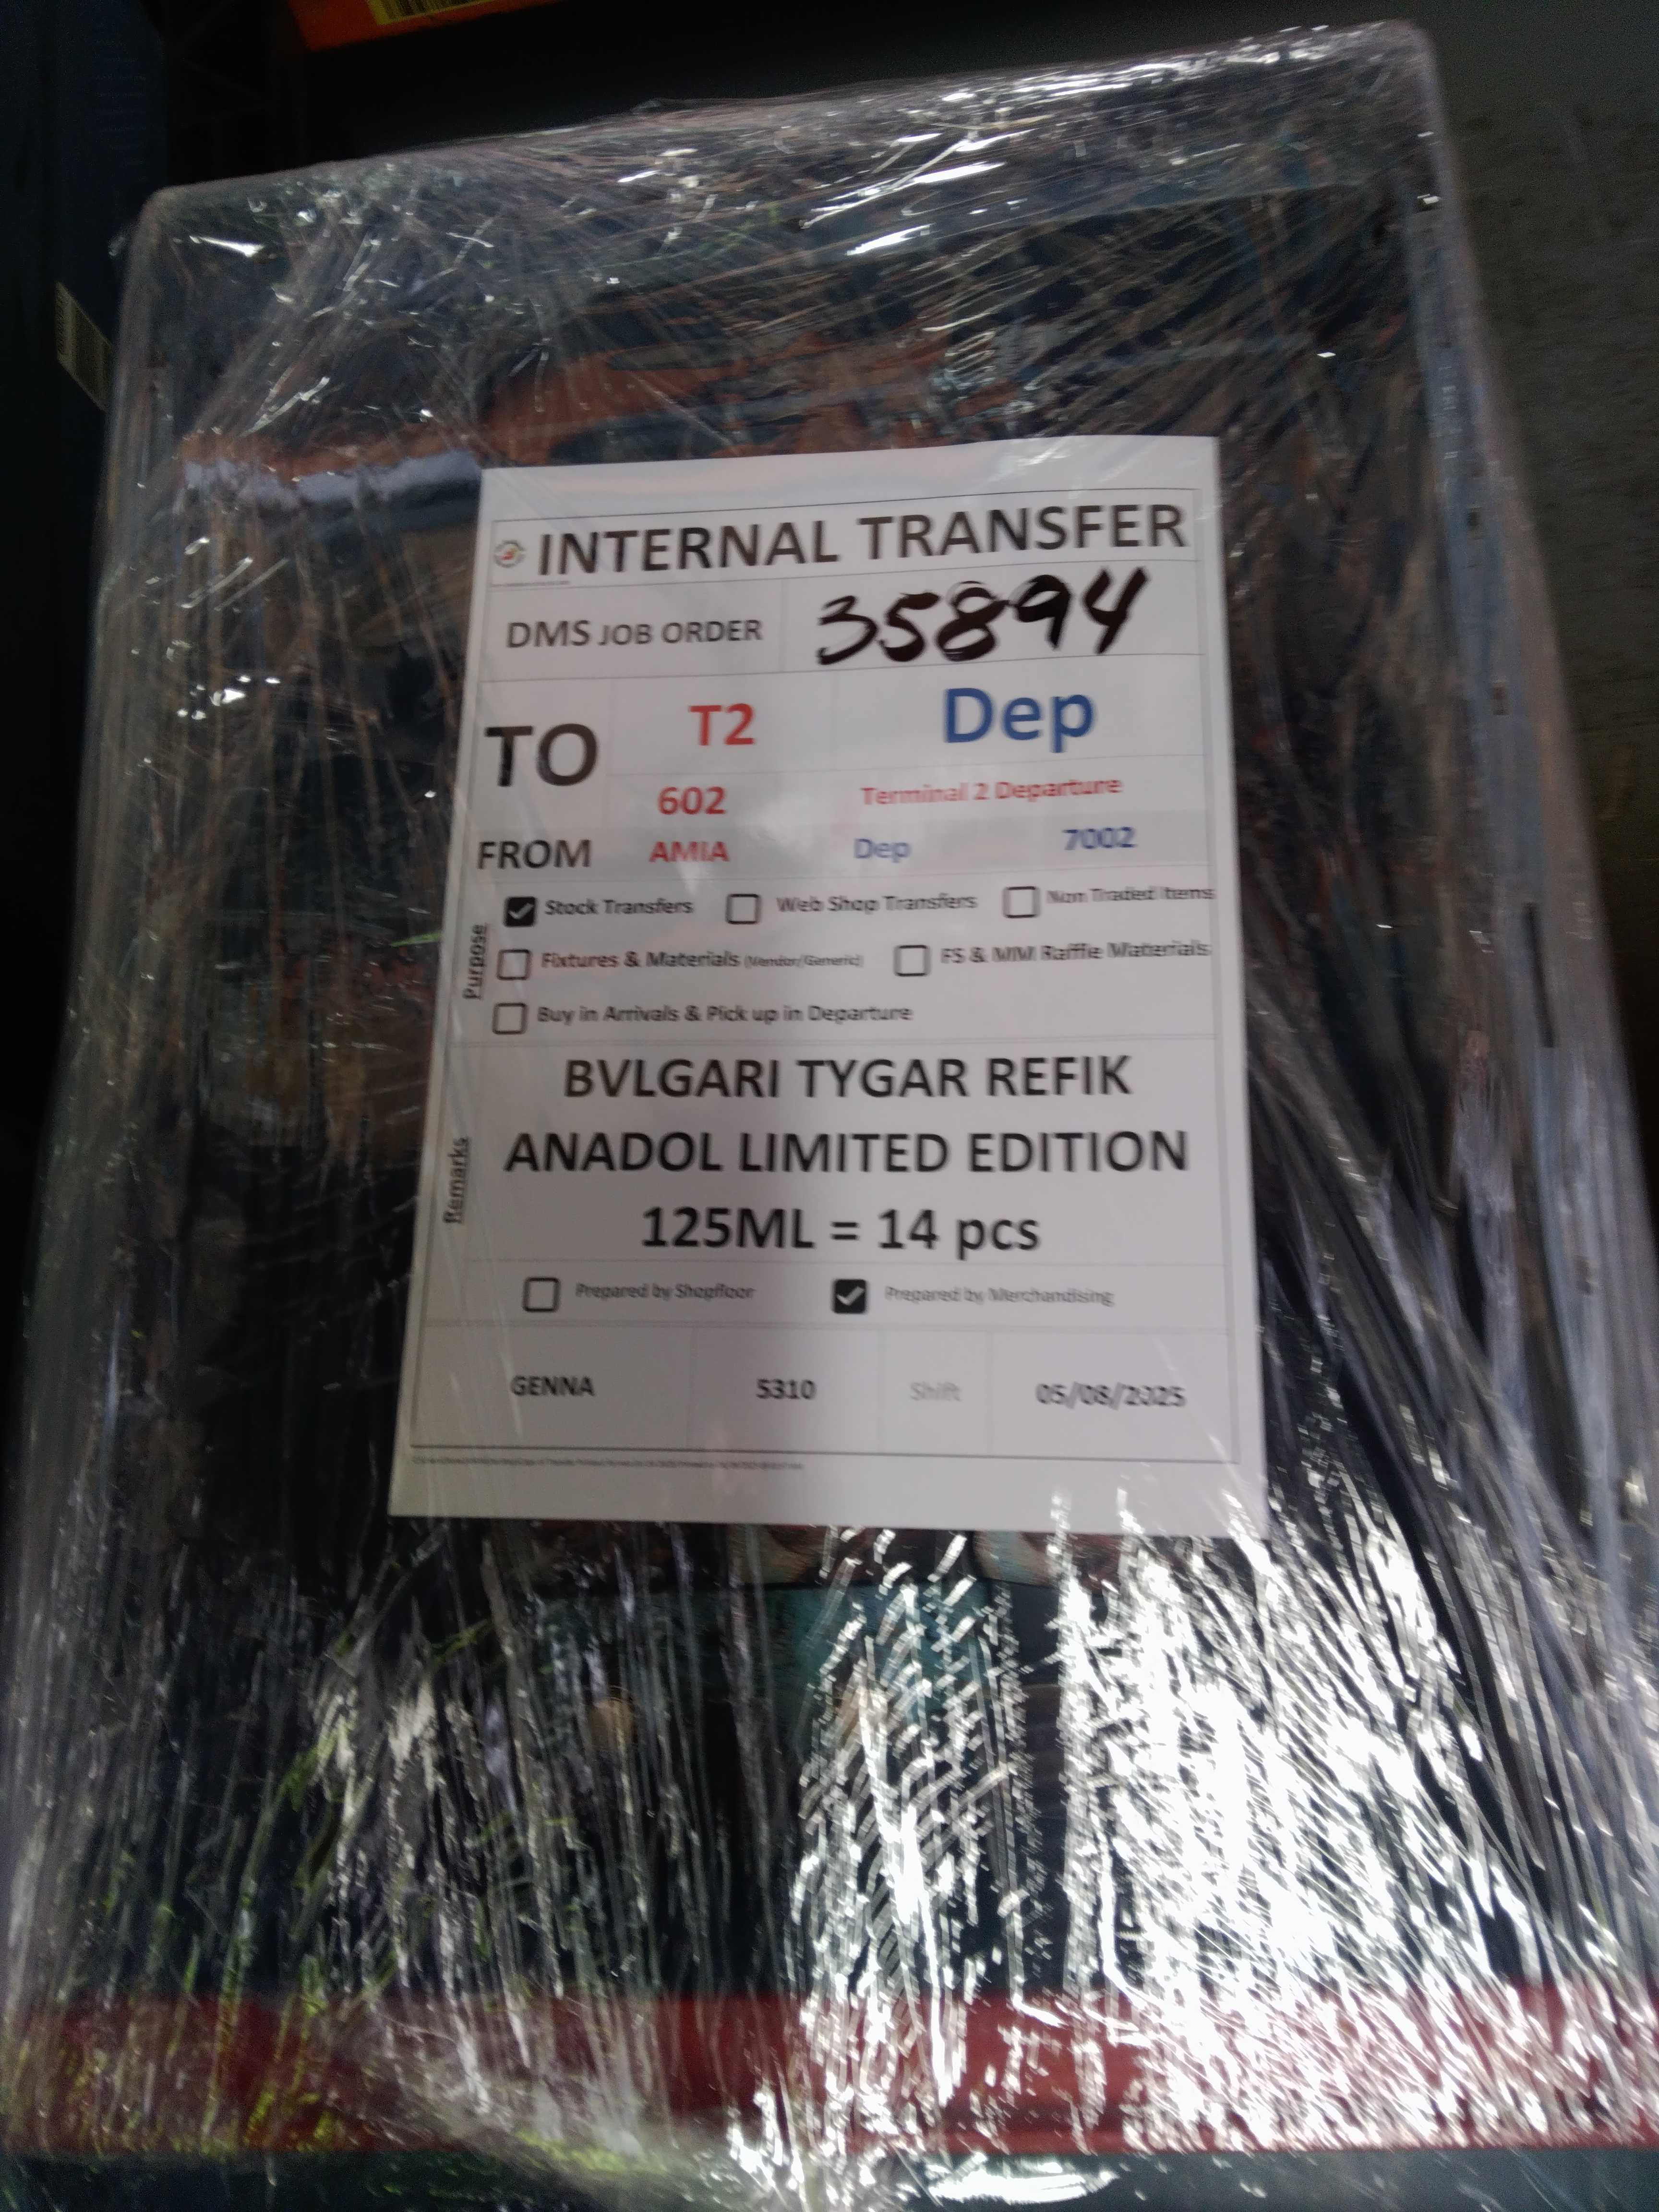 INTERNAL TRANSFER
DMS JOB ORDER 35894
TO T2 Dep
602 Terminal 2 Departure
FROM AMIA Dep 7002
Purpose
Stock Transfers Web Shop Transfers Non Traded Items
Fixtures & Materials (Vendor/Generic) FS & MM Raffle Materials
Buy in Arrivals & Pick up in Departure
Remarks
BVLGARI TYGAR REFIK
ANADOL LIMITED EDITION
125ML = 14 pcs
Prepared by Shopfloor Prepared by Merchandising
GENNA 5310 Shift 05/08/2025